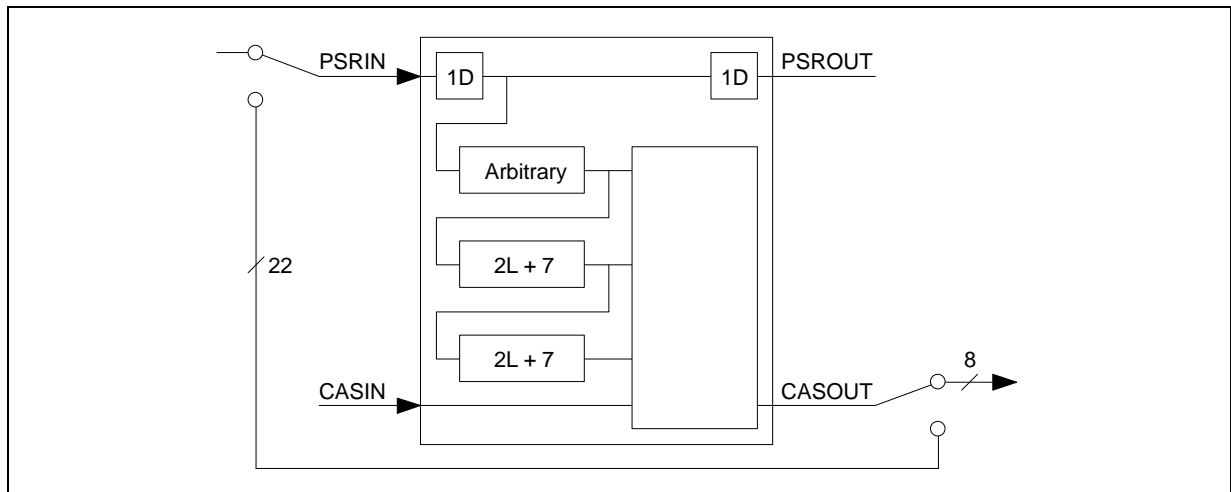 PSRIN
1D
1D
PSROUT
Arbitrary
22
2L + 7
2L + 7
8
CASIN
CASOUT